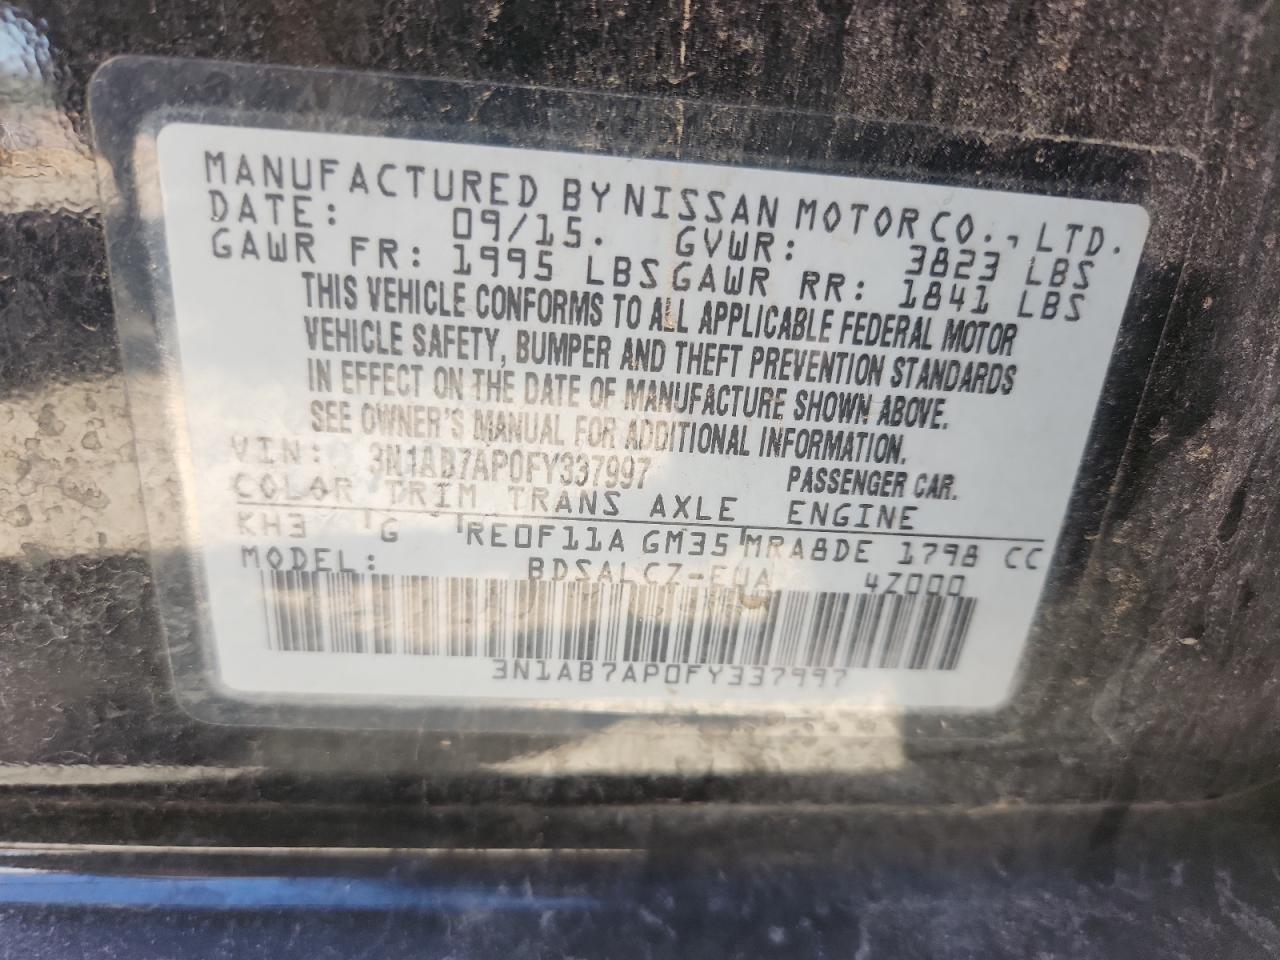 MANUFACTURED BY NISSAN MOTOR CO., LTD.
DATE: 09/15. GVWR: 3823 LBS
GAWR FR: 1995 LBS GAWR RR: 1841 LBS
THIS VEHICLE CONFORMS TO ALL APPLICABLE FEDERAL MOTOR
VEHICLE SAFETY, BUMPER AND THEFT PREVENTION STANDARDS
IN EFFECT ON THE DATE OF MANUFACTURE SHOWN ABOVE.
SEE OWNER'S MANUAL FOR ADDITIONAL INFORMATION.
VIN: 3N1AB7AP0FY337997 PASSENGER CAR.
COLOR TRIM TRANS AXLE ENGINE
KH3 G RE0F11A GM35 MRA8DE 1798 CC
MODEL: BDSALCZ-EUA 4Z000
3N1AB7AP0FY337997